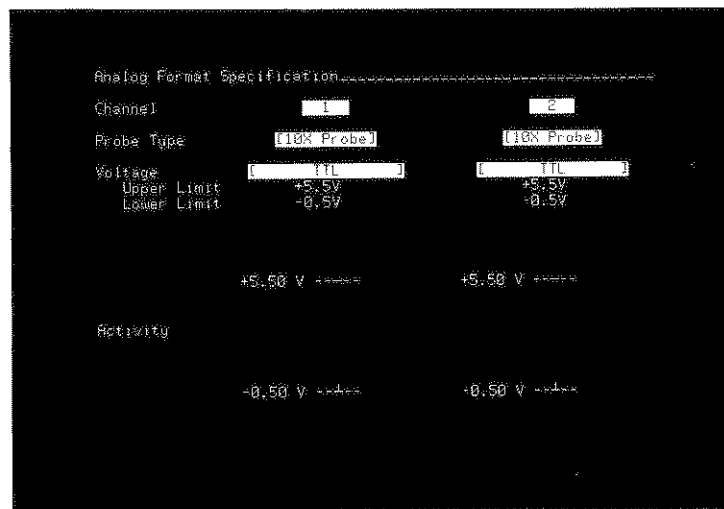 Analog Format Specification
Channel 1 2
Probe Type [10X Probe] [10X Probe]
Voltage [ TTL ] [ TTL ]
Upper Limit +5.5V +5.5V
Lower Limit -0.5V -0.5V
+5.50 V +5.50 V
Activity
-0.50 V -0.50 V